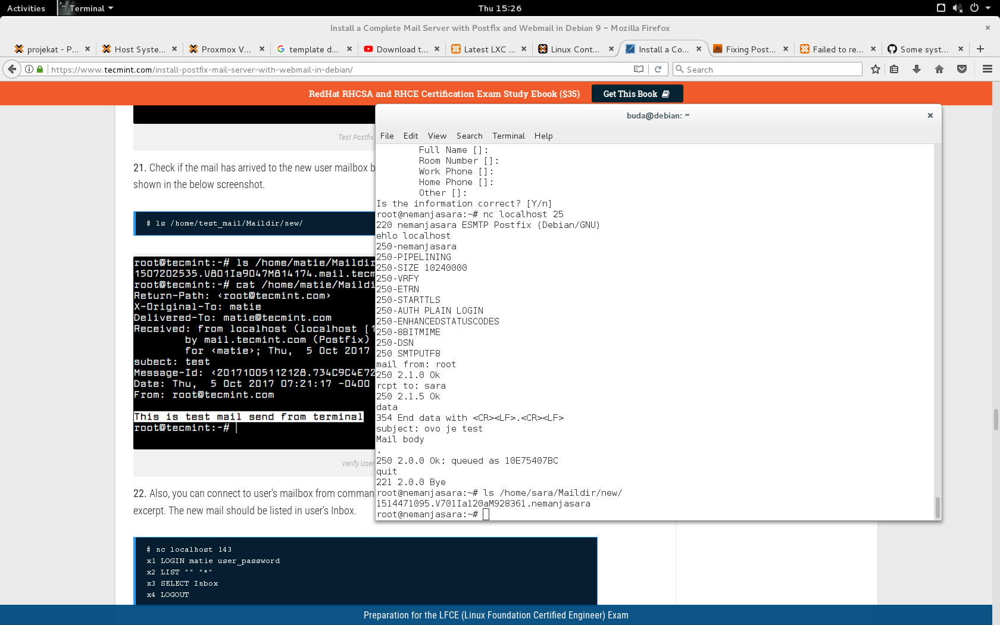 Activities
Terminal
Thu 15:26
Install a Complete Mail Server with Postfix and Webmail in Debian 9 – Mozilla Firefox
projekat - P...
Host Syste...
Proxmox V...
template d...
Download t...
Latest LXC ...
Linux Cont...
Install a Co...
Fixing Post...
Failed to re...
Some syst...
https://www.tecmint.com/install-postfix-mail-server-with-webmail-in-debian/
Search
RedHat RHCSA and RHCE Certification Exam Study Ebook ($35)
Get This Book
Test Postfix
21. Check if the mail has arrived to the new user mailbox b
shown in the below screenshot.
# ls /home/test_mail/Maildir/new/
root@tecmint:~# ls /home/matie/Maildir
1507202535.V801Ia9047M814174.mail.tecm
root@tecmint:~# cat /home/matie/Maildi
Return-Path: <root@tecmint.com>
X-Original-To: matie
Delivered-To: matie@tecmint.com
Received: from localhost (localhost [1
by mail.tecmint.com (Postfix)
for <matie>; Thu,  5 Oct 2017
subect: test
Message-Id: <20171005112128.734C9C4E72
Date: Thu,  5 Oct 2017 07:21:17 -0400
From: root@tecmint.com
This is test mail send from terminal
root@tecmint:~#
Verify User
22. Also, you can connect to user's mailbox from comman
excerpt. The new mail should be listed in user's Inbox.
# nc localhost 143
x1 LOGIN matie user_password
x2 LIST "" "*"
x3 SELECT Inbox
x4 LOGOUT
buda@debian: ~
File Edit View Search Terminal Help
Full Name []:
Room Number []:
Work Phone []:
Home Phone []:
Other []:
Is the information correct? [Y/n]
root@nemanjasara:~# nc localhost 25
220 nemanjasara ESMTP Postfix (Debian/GNU)
ehlo localhost
250-nemanjasara
250-PIPELINING
250-SIZE 10240000
250-VRFY
250-ETRN
250-STARTTLS
250-AUTH PLAIN LOGIN
250-ENHANCEDSTATUSCODES
250-8BITMIME
250-DSN
250 SMTPUTF8
mail from: root
250 2.1.0 Ok
rcpt to: sara
250 2.1.5 Ok
data
354 End data with <CR><LF>.<CR><LF>
subject: ovo je test
Mail body
.
250 2.0.0 Ok: queued as 10E75407BC
quit
221 2.0.0 Bye
root@nemanjasara:~# ls /home/sara/Maildir/new/
1514471095.V701Ia120aM928361.nemanjasara
root@nemanjasara:~#
Preparation for the LFCE (Linux Foundation Certified Engineer) Exam